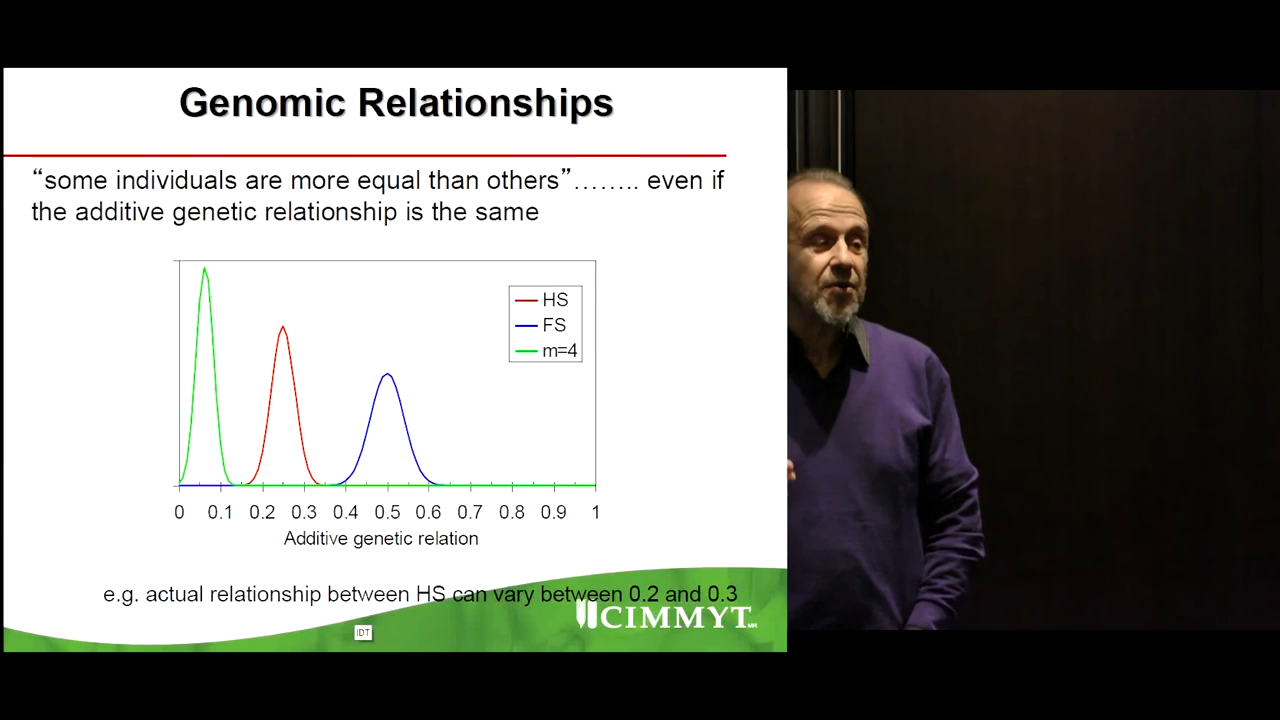 Genomic Relationships
“some individuals are more equal than others”…….. even if
the additive genetic relationship is the same
HS
FS
m=4
0 0.1 0.2 0.3 0.4 0.5 0.6 0.7 0.8 0.9 1
Additive genetic relation
e.g. actual relationship between HS can vary between 0.2 and 0.3
CIMMYT
IDT